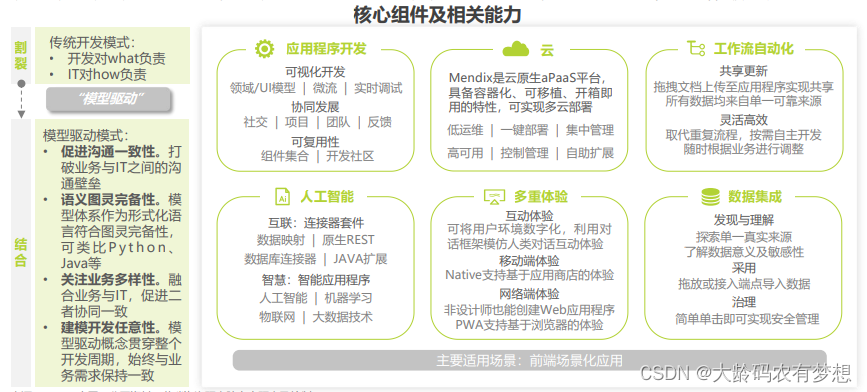 核心组件及相关能力
割裂
传统开发模式：
• 开发对what负责
• IT对how负责
“模型驱动”
结合
模型驱动模式：
• 促进沟通一致性。打
破业务与IT之间的沟
通壁垒
• 语义图灵完备性。模
型体系作为形式化语
言符合图灵完备性，
可类比Python、
Java等
• 关注业务多样性。融
合业务与IT，促进二
者协同一致
• 建模开发任意性。模
型驱动概念贯穿整个
开发周期，始终与业
务需求保持一致
应用程序开发
可视化开发
领域/UI模型 | 微流 | 实时调试
协同发展
社交 | 项目 | 团队 | 反馈
可复用性
组件集合 | 开发社区
云
Mendix是云原生aPaaS平台，
具备容器化、可移植、开箱即
用的特性，可实现多云部署
低运维 | 一键部署 | 集中管理
高可用 | 控制管理 | 自助扩展
工作流自动化
共享更新
拖拽文档上传至应用程序实现共享
所有数据均来自单一可靠来源
灵活高效
取代重复流程，按需自主开发
随时根据业务进行调整
Ai
人工智能
互联：连接器套件
数据映射 | 原生REST
数据库连接器 | JAVA扩展
智慧：智能应用程序
人工智能 | 机器学习
物联网 | 大数据技术
多重体验
互动体验
可将用户环境数字化，利用对
话框架模仿人类对话互动体验
移动端体验
Native支持基于应用商店的体验
网络端体验
非设计师也能创建Web应用程序
PWA支持基于浏览器的体验
数据集成
发现与理解
探索单一真实来源
了解数据意义及敏感性
采用
拖放或接入端点导入数据
治理
简单单击即可实现安全管理
主要适用场景：前端场景化应用
CSDN @大龄码农有梦想